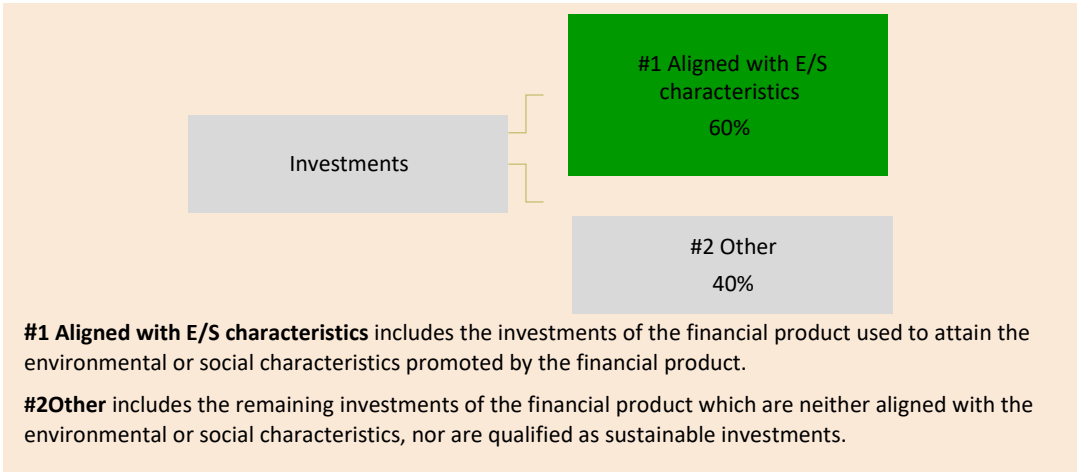 #1 Aligned with E/S
characteristics
60%
Investments
#2 Other
40%
#1 Aligned with E/S characteristics includes the investments of the financial product used to attain the
environmental or social characteristics promoted by the financial product.
#2Other includes the remaining investments of the financial product which are neither aligned with the
environmental or social characteristics, nor are qualified as sustainable investments.